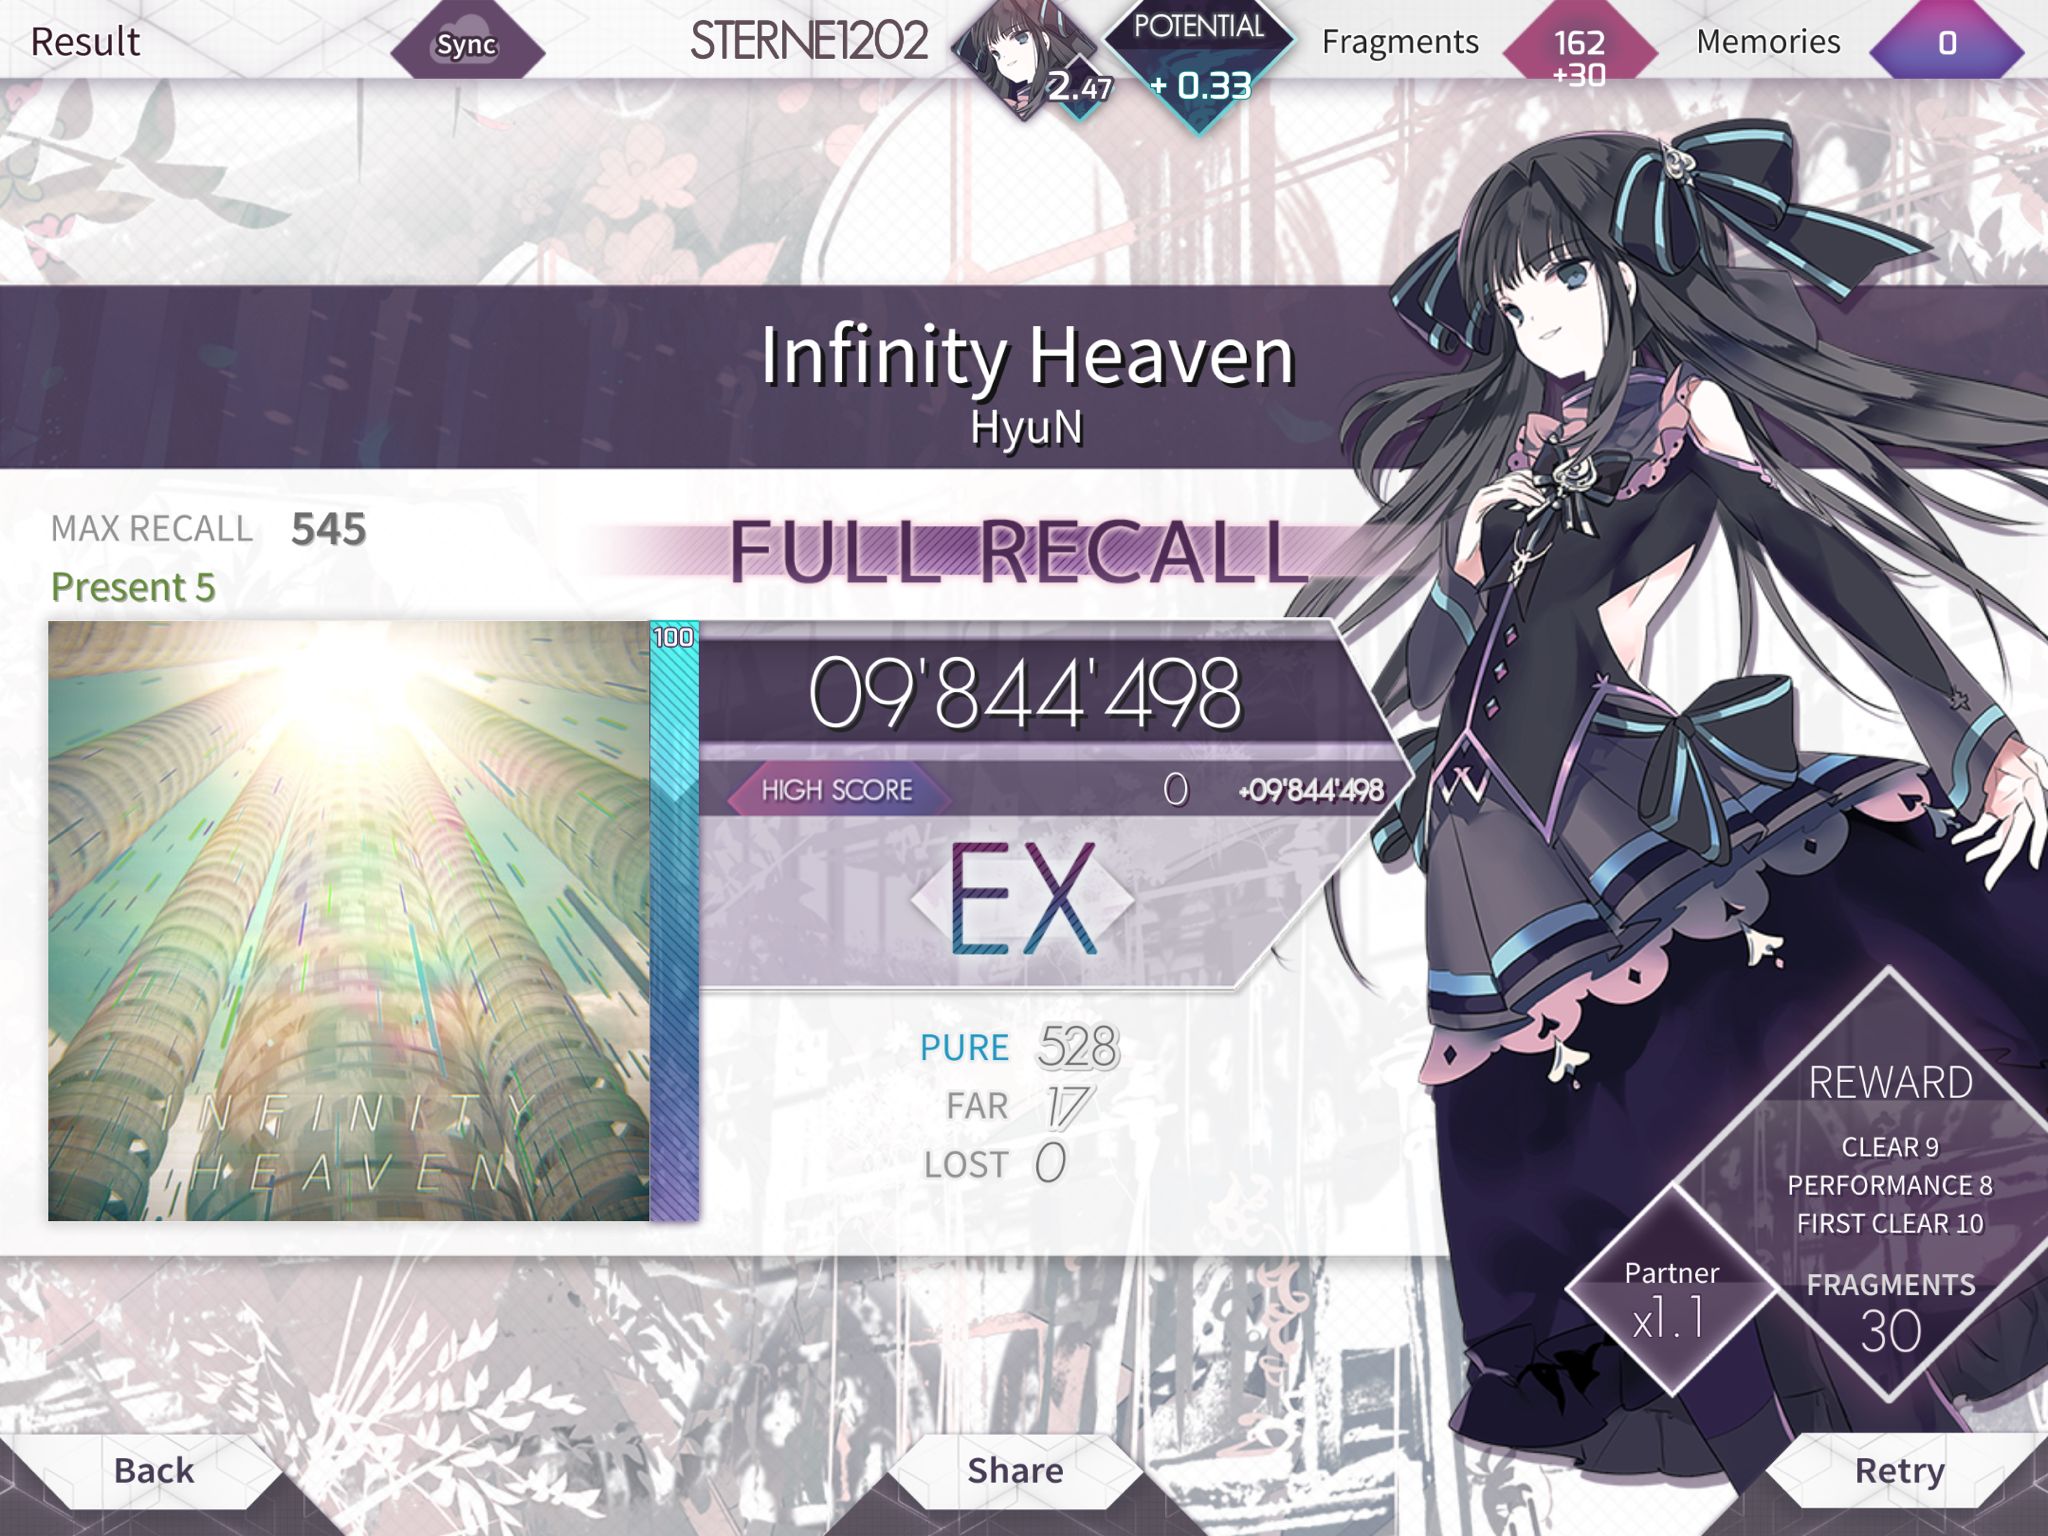 Result
Sync
STERNE1202
2.47
POTENTIAL
+ 0.33
Fragments
162
+30
Memories
0
Infinity Heaven
HyuN
MAX RECALL 545
Present 5
FULL RECALL
100
09'844'498
HIGH SCORE 0 +09'844'498
EX
INFINITY
HEAVEN
PURE 528
FAR 17
LOST 0
REWARD
CLEAR 9
PERFORMANCE 8
FIRST CLEAR 10
Partner
x1.1
FRAGMENTS
30
Back
Share
Retry